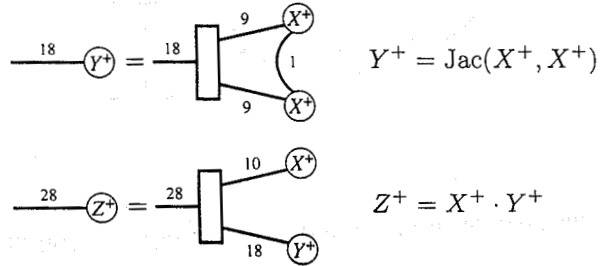 9 X⁺
18 Y⁺ = 18 1 Y⁺ = Jac(X⁺, X⁺)
9 X⁺
10 X⁺
28 Z⁺ = 28 Z⁺ = X⁺ · Y⁺
18 Y⁺